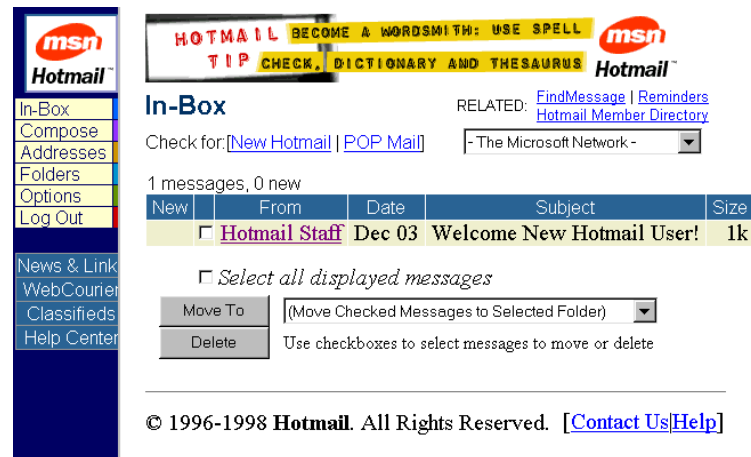 msn
Hotmail
In-Box
Compose
Addresses
Folders
Options
Log Out
News & Link
WebCourier
Classifieds
Help Center
HOTMAIL BECOME A WORDSMITH: USE SPELL
TIP CHECK, DICTIONARY AND THESAURUS
msn
Hotmail
In-Box
RELATED: FindMessage | Reminders
Hotmail Member Directory
Check for:[New Hotmail | POP Mail]
- The Microsoft Network -
1 messages, 0 new
New From Date Subject Size
Hotmail Staff Dec 03 Welcome New Hotmail User! 1k
Select all displayed messages
Move To (Move Checked Messages to Selected Folder)
Delete Use checkboxes to select messages to move or delete
© 1996-1998 Hotmail. All Rights Reserved. [Contact Us|Help]